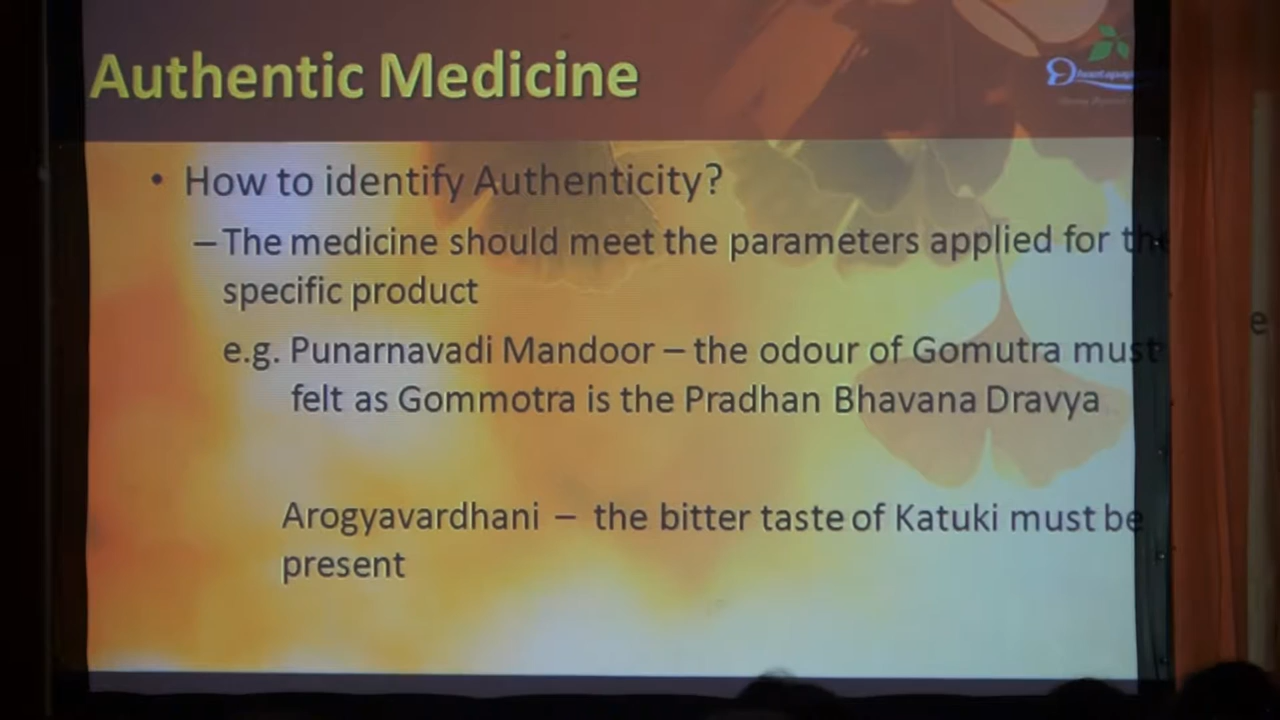 Authentic Medicine
• How to identify Authenticity?
– The medicine should meet the parameters applied for the
specific product
e.g. Punarnavadi Mandoor – the odour of Gomutra must
felt as Gommotra is the Pradhan Bhavana Dravya
Arogyavardhani – the bitter taste of Katuki must be
present
e